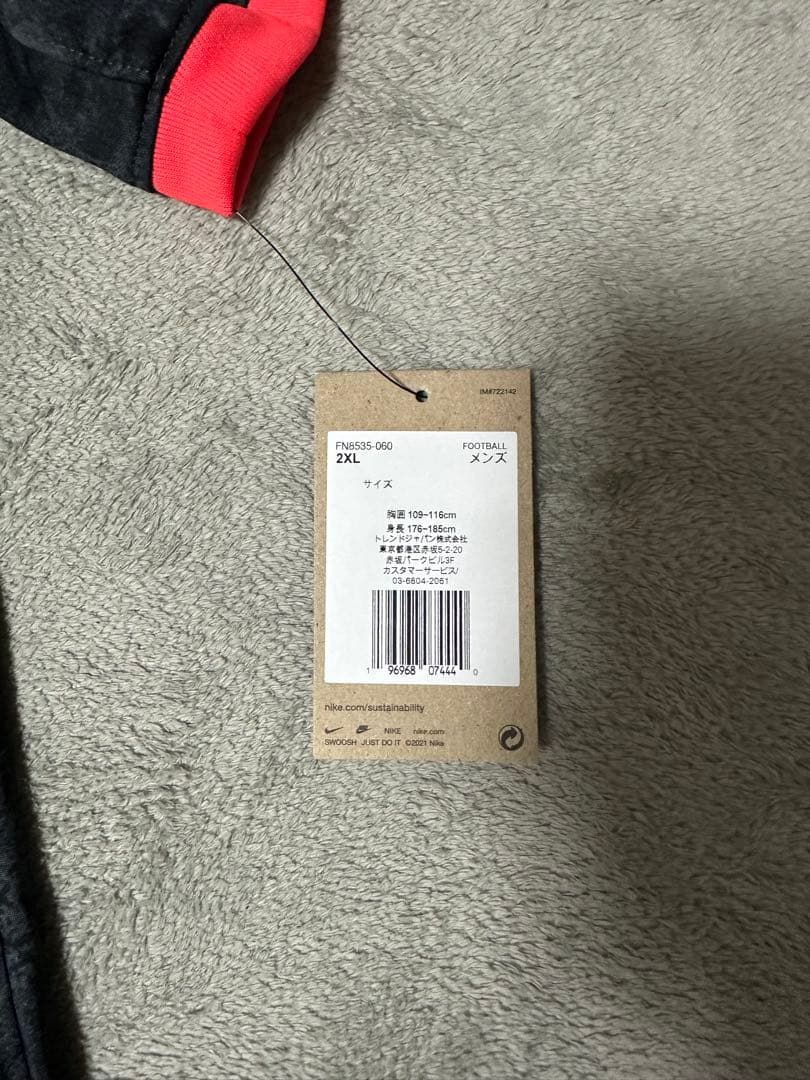 IM#722142
FN8535-060 FOOTBALL
2XL メンズ
サイズ
胸囲 109~116cm
身長 176~185cm
トレンドジャパン株式会社
東京都港区赤坂5-2-20
赤坂パークビル3F
カスタマーサービス/
03-6804-2061
1 96968 07444 0
nike.com/sustainability
NIKE nike.com
SWOOSH JUST DO IT ©2021 Nike